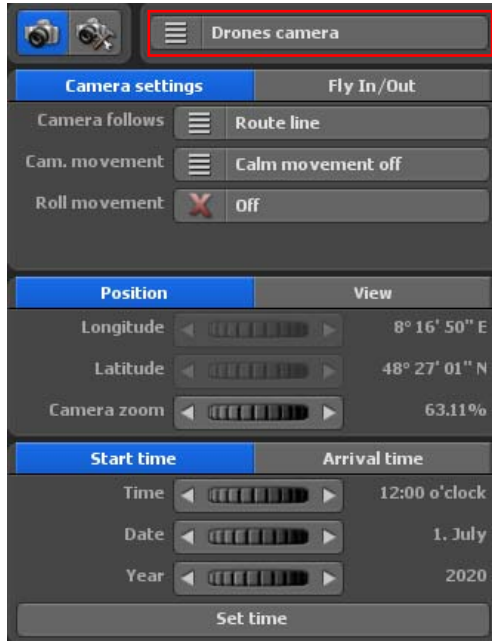 Drones camera
Camera settings Fly In/Out
Camera follows Route line
Cam. movement Calm movement off
Roll movement Off
Position View
Longitude 8° 16' 50" E
Latitude 48° 27' 01" N
Camera zoom 63.11%
Start time Arrival time
Time 12:00 o'clock
Date 1. July
Year 2020
Set time